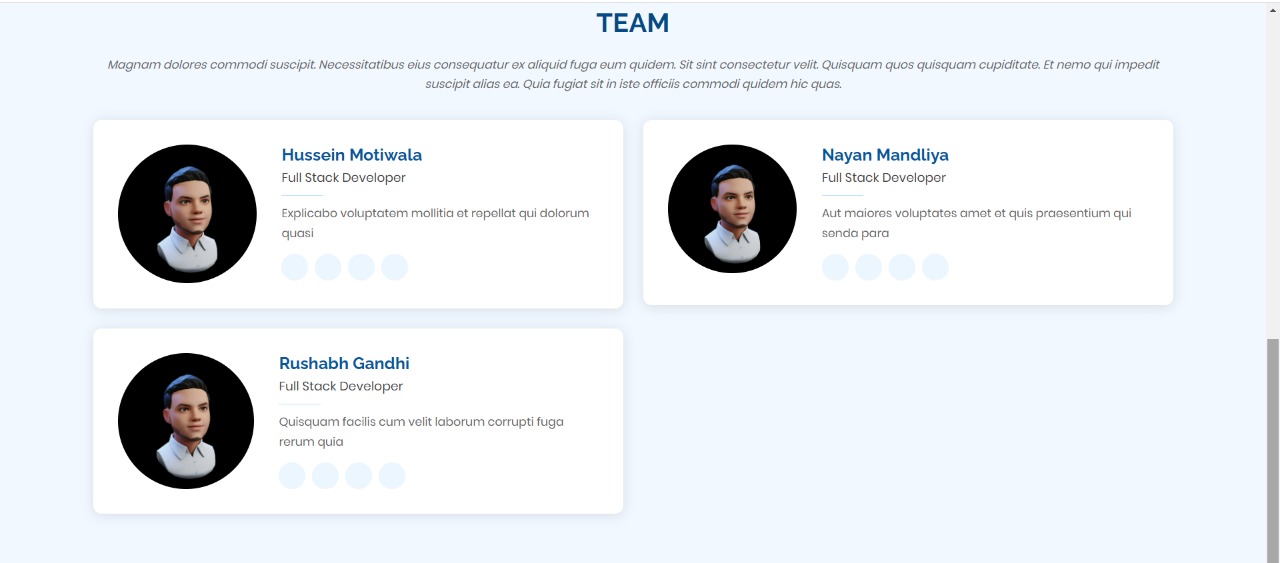 TEAM
Magnam dolores commodi suscipit. Necessitatibus eius consequatur ex aliquid fuga eum quidem. Sit sint consectetur velit. Quisquam quos quisquam cupiditate. Et nemo qui impedit
suscipit alias ea. Quia fugiat sit in iste officiis commodi quidem hic quas.
Hussein Motiwala
Full Stack Developer
Explicabo voluptatem mollitia et repellat qui dolorum
quasi
Nayan Mandliya
Full Stack Developer
Aut maiores voluptates amet et quis praesentium qui
senda para
Rushabh Gandhi
Full Stack Developer
Quisquam facilis cum velit laborum corrupti fuga
rerum quia